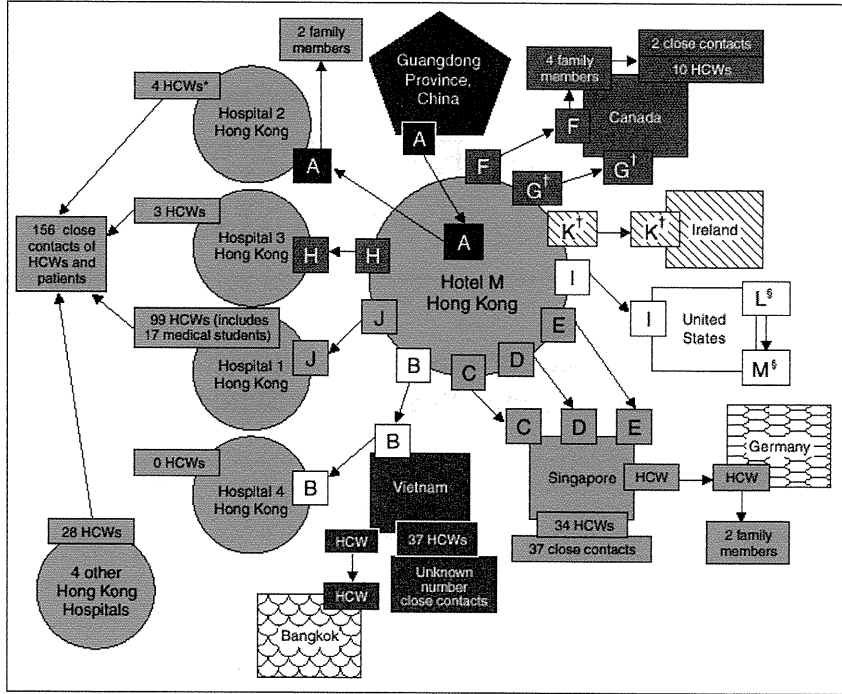 2 family
members
Guangdong
Province,
China
A
4 family
members
2 close contacts
10 HCWs
F
Canada
G†
4 HCWs*
Hospital 2
Hong Kong
A
F
G†
K†
K†
Ireland
156 close
contacts of
HCWs and
patients
3 HCWs
Hospital 3
Hong Kong
H
H
A
Hotel M
Hong Kong
I
I
United
States
L§
M§
99 HCWs (includes
17 medical students)
Hospital 1
Hong Kong
J
J
B
C
D
E
C
D
E
Singapore
HCW
HCW
Germany
34 HCWs
37 close contacts
2 family
members
0 HCWs
Hospital 4
Hong Kong
B
B
Vietnam
HCW
37 HCWs
Unknown
number
close contacts
HCW
Bangkok
28 HCWs
4 other
Hong Kong
Hospitals